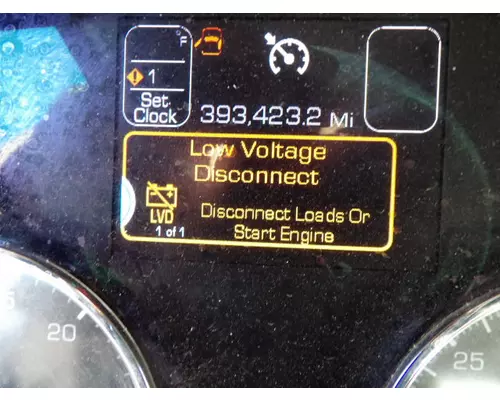 °F
1
Set
Clock
393,423.2 Mi
Low Voltage
Disconnect
LVD
Disconnect Loads Or
Start Engine
1 of 1
20
25